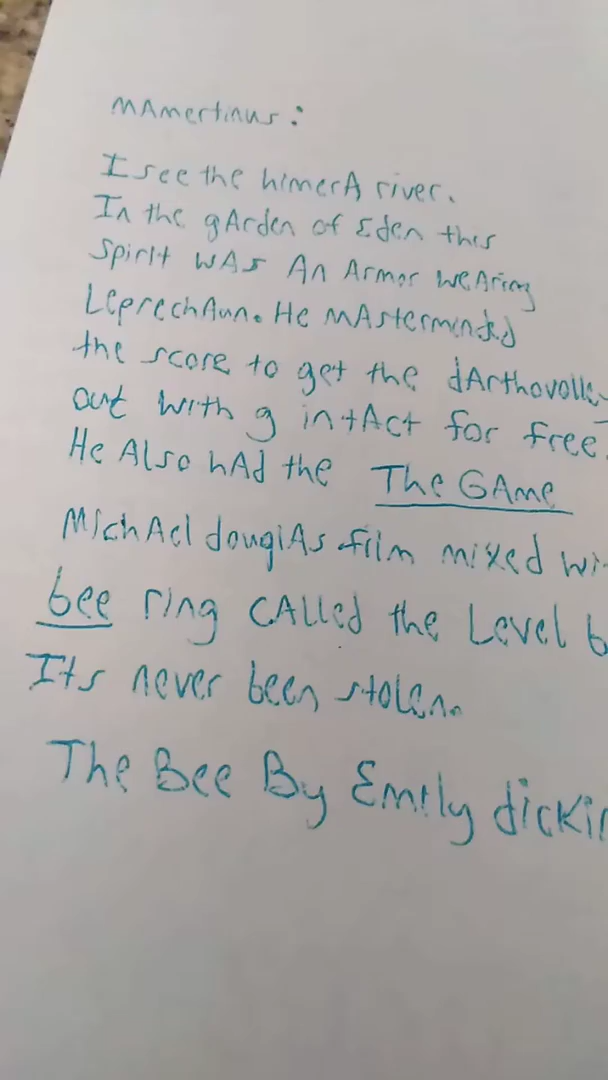 MAmertinus:
I see the himerA river.
In the gArden of Eden this
Spirit wAs An Armor weAring
LeprechAun. He mAsterminded
the score to get the dArthovolle
out with g intAct for free.
He Also hAd the The GAme
MichAel douglAs film mixed wi
bee ring CAlled the Level 6
Its never been stolen.
The Bee By Emily dickin